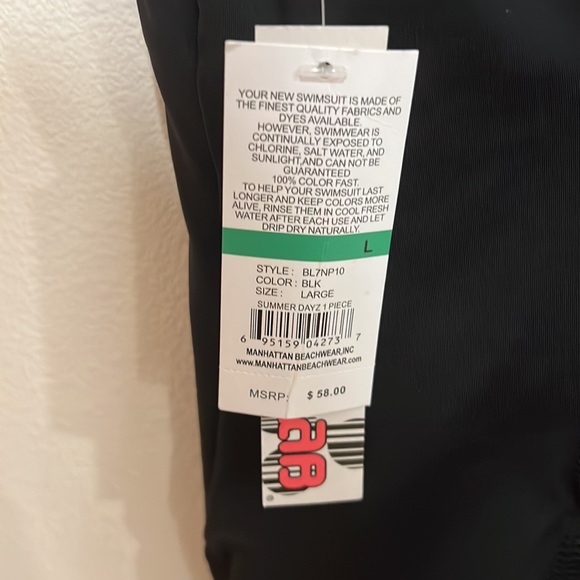 YOUR NEW SWIMSUIT IS MADE OF
THE FINEST QUALITY FABRICS AND
DYES AVAILABLE.
HOWEVER, SWIMWEAR IS
CONTINUALLY EXPOSED TO
CHLORINE, SALT WATER, AND
SUNLIGHT,AND CAN NOT BE
GUARANTEED
100% COLOR FAST.
TO HELP YOUR SWIMSUIT LAST
LONGER AND KEEP COLORS MORE
ALIVE, RINSE THEM IN COOL FRESH
WATER AFTER EACH USE AND LET
DRIP DRY NATURALLY.
L
STYLE : BL7NP10
COLOR : BLK
SIZE : LARGE
SUMMER DAYZ 1 PIECE
6 95159 04273 7
MANHATTAN BEACHWEAR,INC
www.MANHATTANBEACHWEAR.com
MSRP: $ 58.00